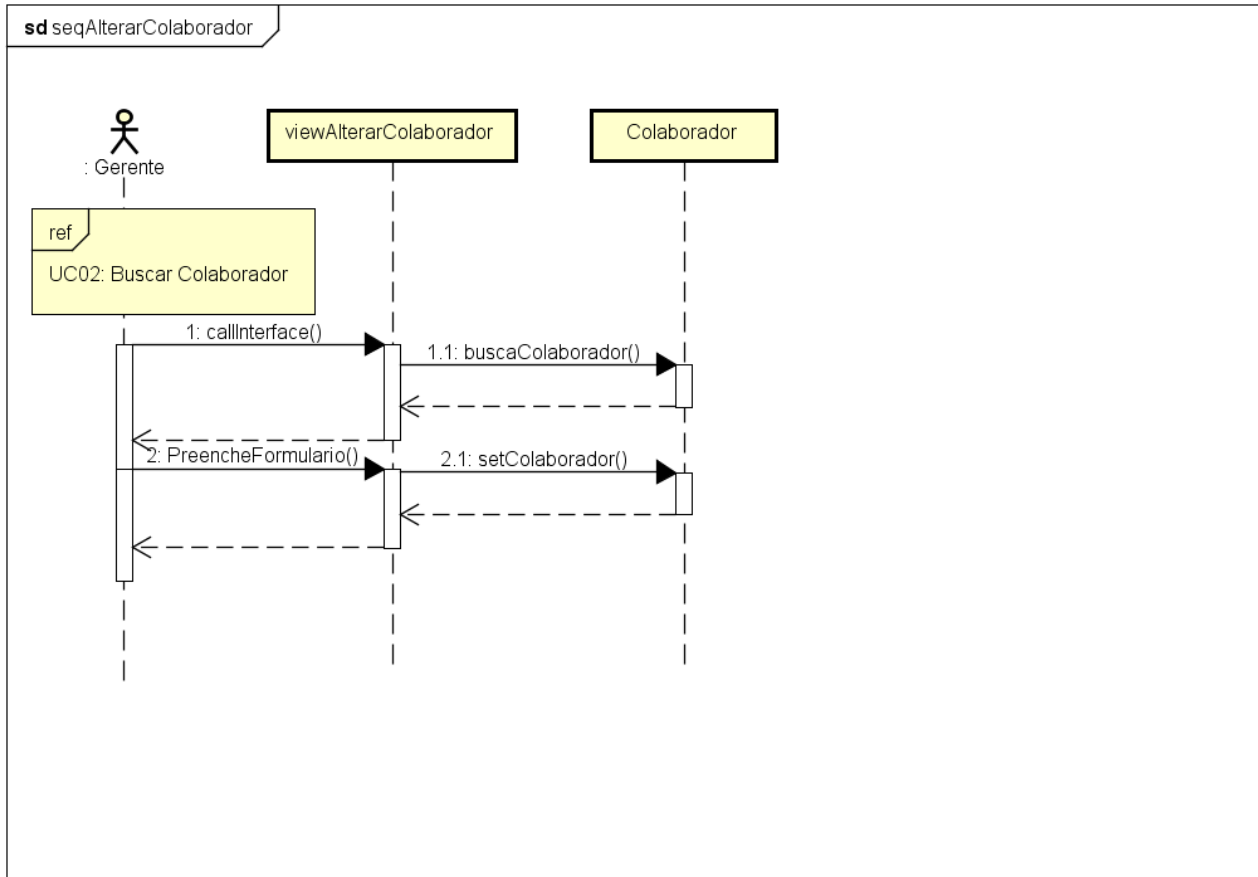 sd seqAlterarColaborador
: Gerente
viewAlterarColaborador
Colaborador
ref
UC02: Buscar Colaborador
1: callInterface()
1.1: buscaColaborador()
2: PreencheFormulario()
2.1: setColaborador()